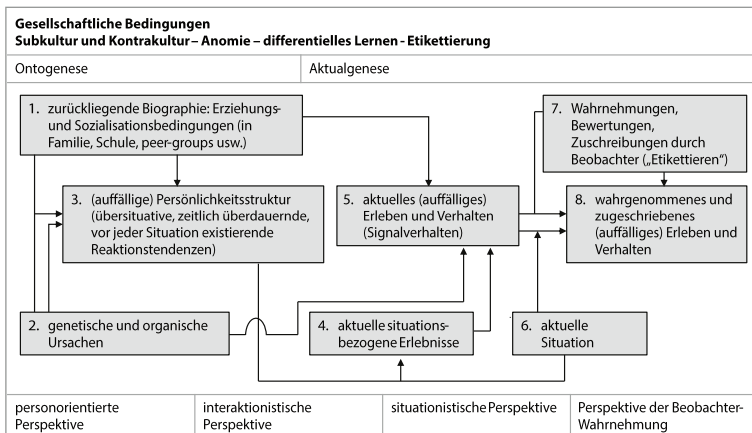 Gesellschaftliche Bedingungen
Subkultur und Kontrakultur – Anomie – differentielles Lernen - Etikettierung
Ontogenese
Aktualgenese
1. zurückliegende Biographie: Erziehungs-
und Sozialisationsbedingungen (in
Familie, Schule, peer-groups usw.)
7. Wahrnehmungen,
Bewertungen,
Zuschreibungen durch
Beobachter („Etikettieren“)
3. (auffällige) Persönlichkeitsstruktur
(übersituative, zeitlich überdauernde,
vor jeder Situation existierende
Reaktionstendenzen)
5. aktuelles (auffälliges)
Erleben und Verhalten
(Signalverhalten)
8. wahrgenommenes und
zugeschriebenes
(auffälliges) Erleben und
Verhalten
2. genetische und organische
Ursachen
4. aktuelle situations-
bezogene Erlebnisse
6. aktuelle
Situation
personorientierte
Perspektive
interaktionistische
Perspektive
situationistische Perspektive
Perspektive der Beobachter-
Wahrnehmung